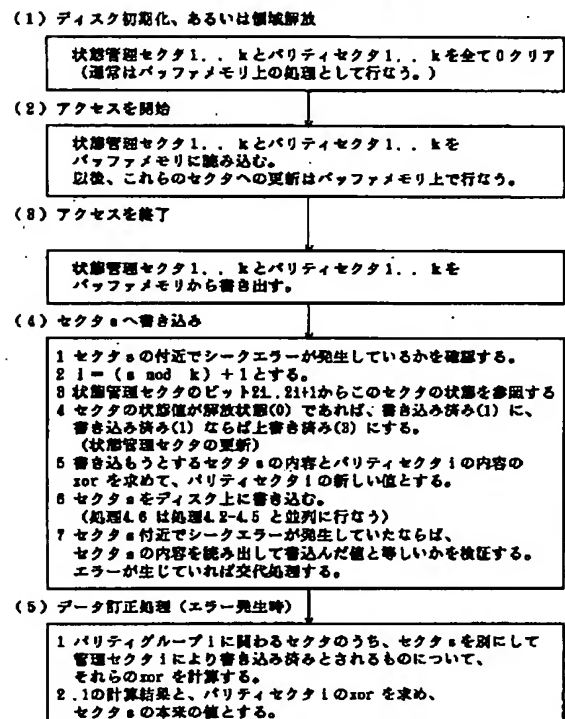 (1) ディスク初期化、あるいは領域解放
状態管理セクタ1．．kとパリティセクタ1．．kを全て0クリア
(通常はバッファメモリ上の処理として行なう。)
(2) アクセスを開始
状態管理セクタ1．．kとパリティセクタ1．．kを
バッファメモリに読み込む。
以後、これらのセクタへの更新はバッファメモリ上で行なう。
(3) アクセスを終了
状態管理セクタ1．．kとパリティセクタ1．．kを
バッファメモリから書き出す。
(4) セクタsへ書き込み
1 セクタsの付近でシークエラーが発生しているかを確認する。
2 i = (s mod k) + 1とする。
3 状態管理セクタのビット2i..2i+1からこのセクタの状態を参照する
4 セクタの状態値が解放状態(0) であれば、書き込み済み(1) に、
書き込み済み(1) ならば上書き済み(3) にする。
(状態管理セクタの更新)
5 書き込もうとするセクタsの内容とパリティセクタiの内容の
xor を求めて、パリティセクタiの新しい値とする。
6 セクタsをディスク上に書き込む。
(処理4.6 は処理4.2-4.5 と並列に行なう)
7 セクタs付近でシークエラーが発生していたならば、
セクタsの内容を読み出して書込んだ値と等しいかを検証する。
エラーが生じていれば交代処理する。
(5) データ訂正処理 (エラー発生時)
1 パリティグループiに関わるセクタのうち、セクタsを別にして
管理セクタiにより書き込み済みとされるものについて、
それらのxor を計算する。
2 .1の計算結果と、パリティセクタiのxor を求め、
セクタsの本来の値とする。